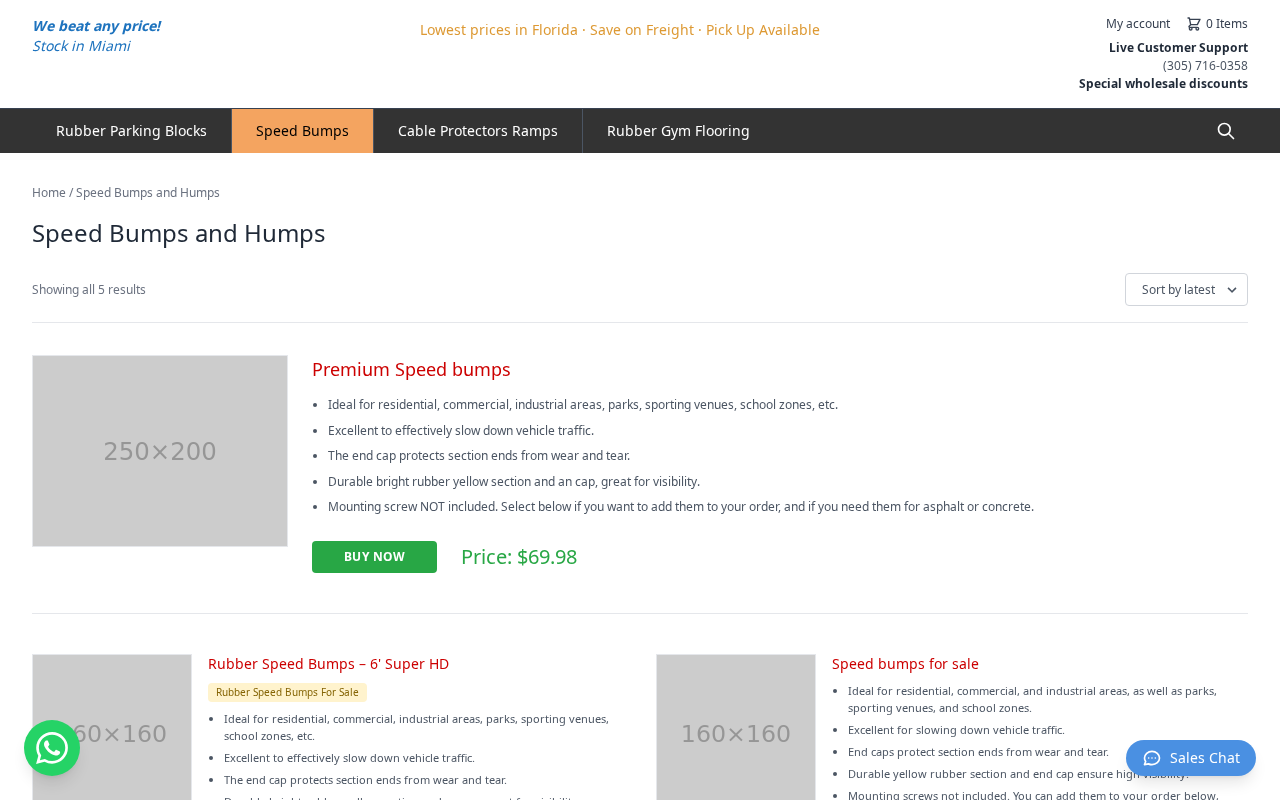 We beat any price!
Stock in Miami
Lowest prices in Florida · Save on Freight · Pick Up Available
My account
0 Items
Live Customer Support
(305) 716-0358
Special wholesale discounts
Rubber Parking Blocks
Speed Bumps
Cable Protectors Ramps
Rubber Gym Flooring
Home / Speed Bumps and Humps
Speed Bumps and Humps
Showing all 5 results
Sort by latest
250×200
Premium Speed bumps
Ideal for residential, commercial, industrial areas, parks, sporting venues, school zones, etc.
Excellent to effectively slow down vehicle traffic.
The end cap protects section ends from wear and tear.
Durable bright rubber yellow section and an cap, great for visibility.
Mounting screw NOT included. Select below if you want to add them to your order, and if you need them for asphalt or concrete.
BUY NOW
Price: $69.98
60×160
Rubber Speed Bumps – 6' Super HD
Rubber Speed Bumps For Sale
Ideal for residential, commercial, industrial areas, parks, sporting venues,
school zones, etc.
Excellent to effectively slow down vehicle traffic.
The end cap protects section ends from wear and tear.
160×160
Speed bumps for sale
Ideal for residential, commercial, and industrial areas, as well as parks,
sporting venues, and school zones.
Excellent for slowing down vehicle traffic.
End caps protect section ends from wear and tear.
Durable yellow rubber section and end cap ensure high visibility.
Mounting screws not included. You can add them to your order below.
Sales Chat